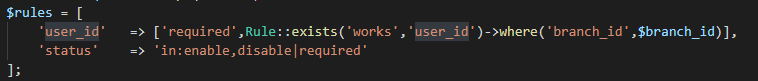 $rules = [
'user_id' => ['required',Rule::exists('works','user_id')->where('branch_id',$branch_id)],
'status' => 'in:enable,disable|required'
];